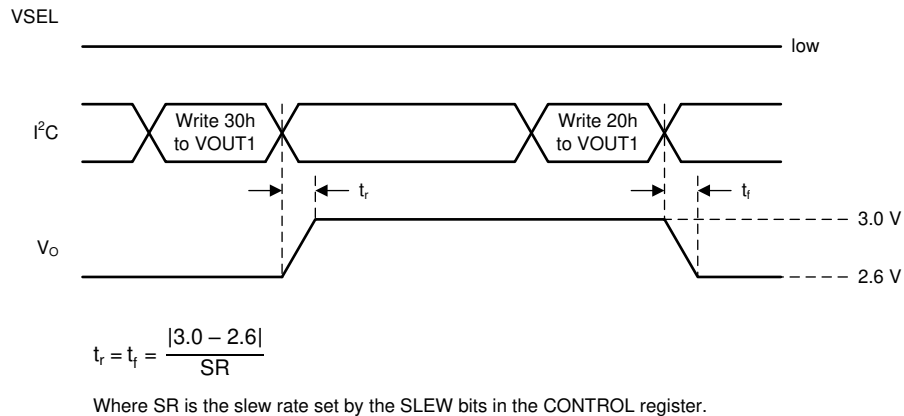 VSEL
low
I²C
Write 30h
to VOUT1
Write 20h
to VOUT1
tr
tf
3.0 V
VO
2.6 V
tr = tf = |3.0 – 2.6|
SR
Where SR is the slew rate set by the SLEW bits in the CONTROL register.